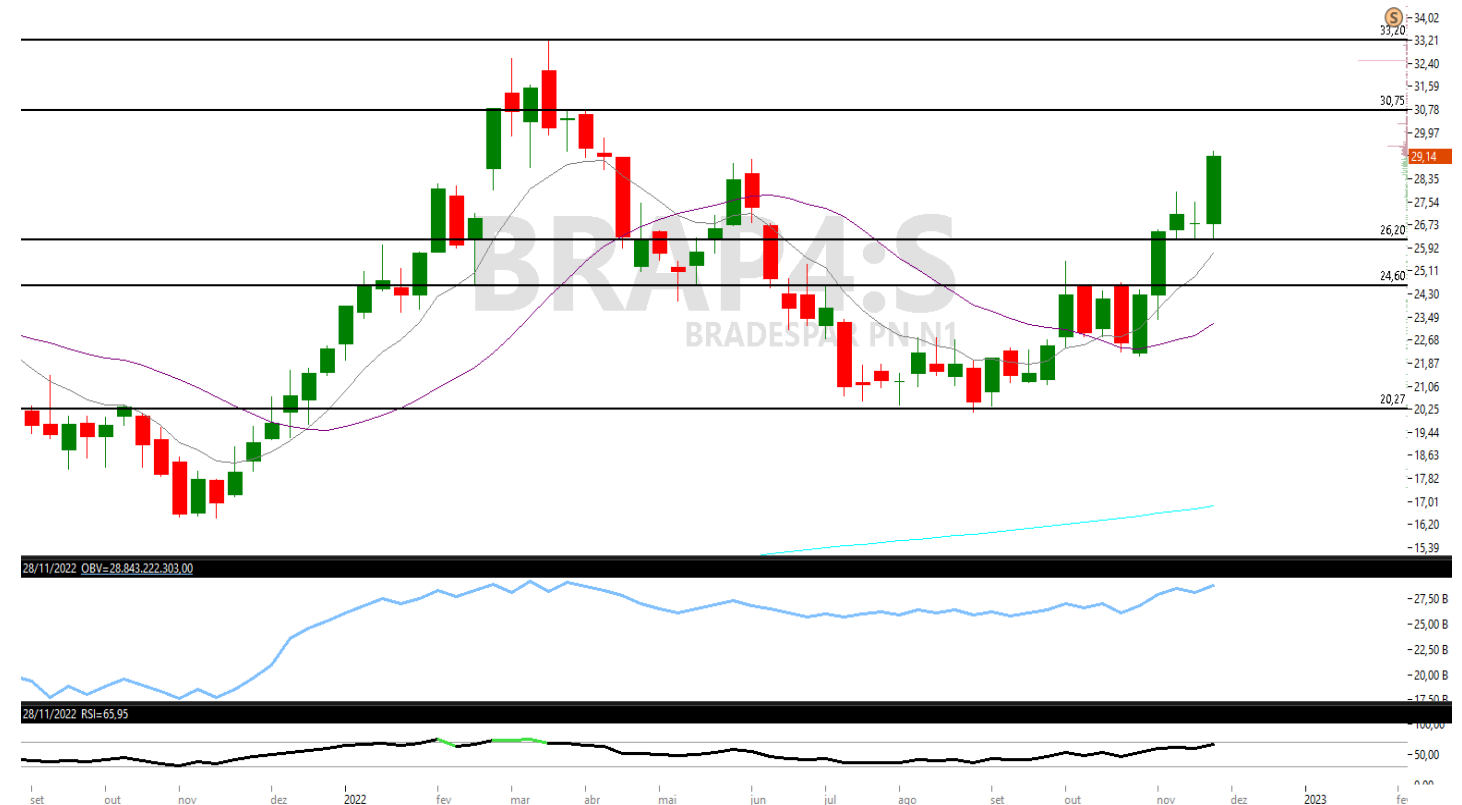 S
34,02
33,20
33,21
32,40
31,59
30,75
30,78
29,97
29,14
28,35
27,54
26,73
26,20
25,92
25,11
24,60
24,30
23,49
22,68
21,87
21,06
20,27
20,25
19,44
18,63
17,82
17,01
16,20
15,39
BRAP4:S
BRADESPAR PN N1
28/11/2022 OBV=28.843.222.303,00
27,50 B
25,00 B
22,50 B
20,00 B
17,50 B
28/11/2022 RSI=65,95
100,00
50,00
0,00
set out nov dez 2022 fev mar abr mai jun jul ago set out nov dez 2023